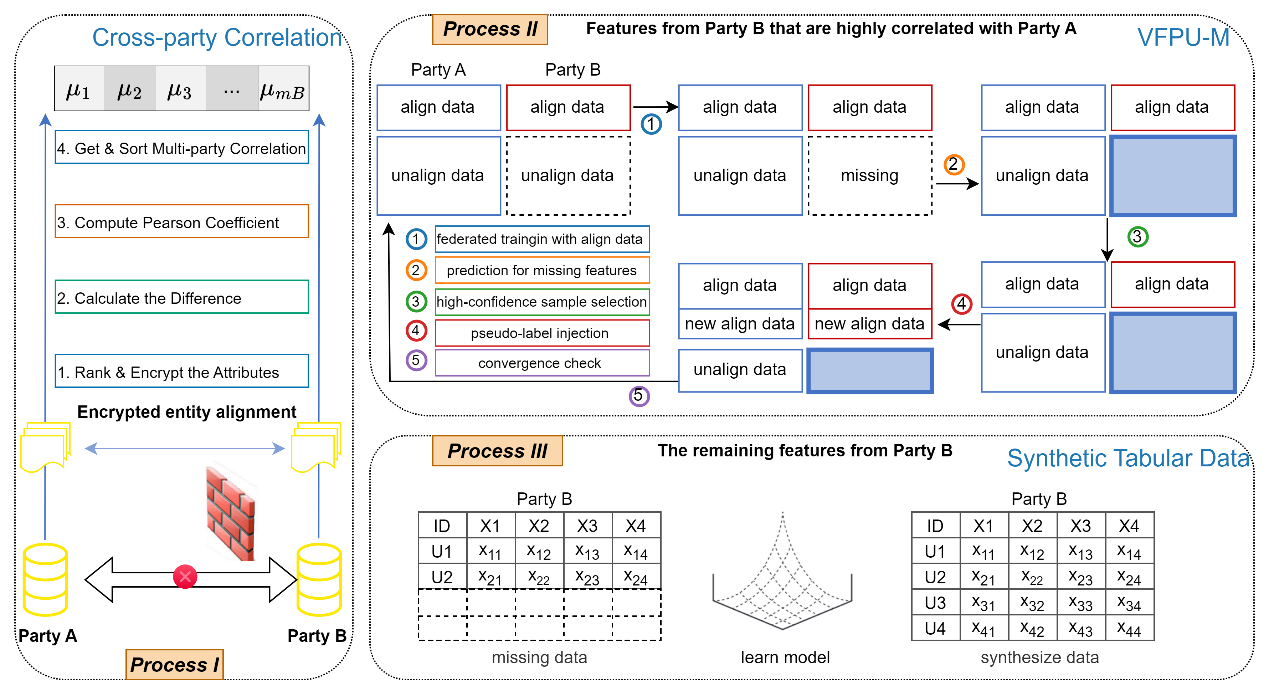 Cross-party Correlation
μ1 μ2 μ3 ... μmB
4. Get & Sort Multi-party Correlation
3. Compute Pearson Coefficient
2. Calculate the Difference
1. Rank & Encrypt the Attributes
Encrypted entity alignment
Party A Party B
Process I
Process II Features from Party B that are highly correlated with Party A
VFPU-M
Party A Party B
align data align data 1 align data align data align data align data
unalign data unalign data unalign data missing 2 unalign data
3
1 federated traingin with align data
2 prediction for missing features
3 high-confidence sample selection
4 pseudo-label injection
5 convergence check
align data align data
unalign data
4
align data align data
new align data new align data
unalign data
5
Process III The remaining features from Party B
Synthetic Tabular Data
Party B
ID X1 X2 X3 X4
U1 x11 x12 x13 x14
U2 x21 x22 x23 x24
missing data
learn model
Party B
ID X1 X2 X3 X4
U1 x11 x12 x13 x14
U2 x21 x22 x23 x24
U3 x31 x32 x33 x34
U4 x41 x42 x43 x44
synthesize data